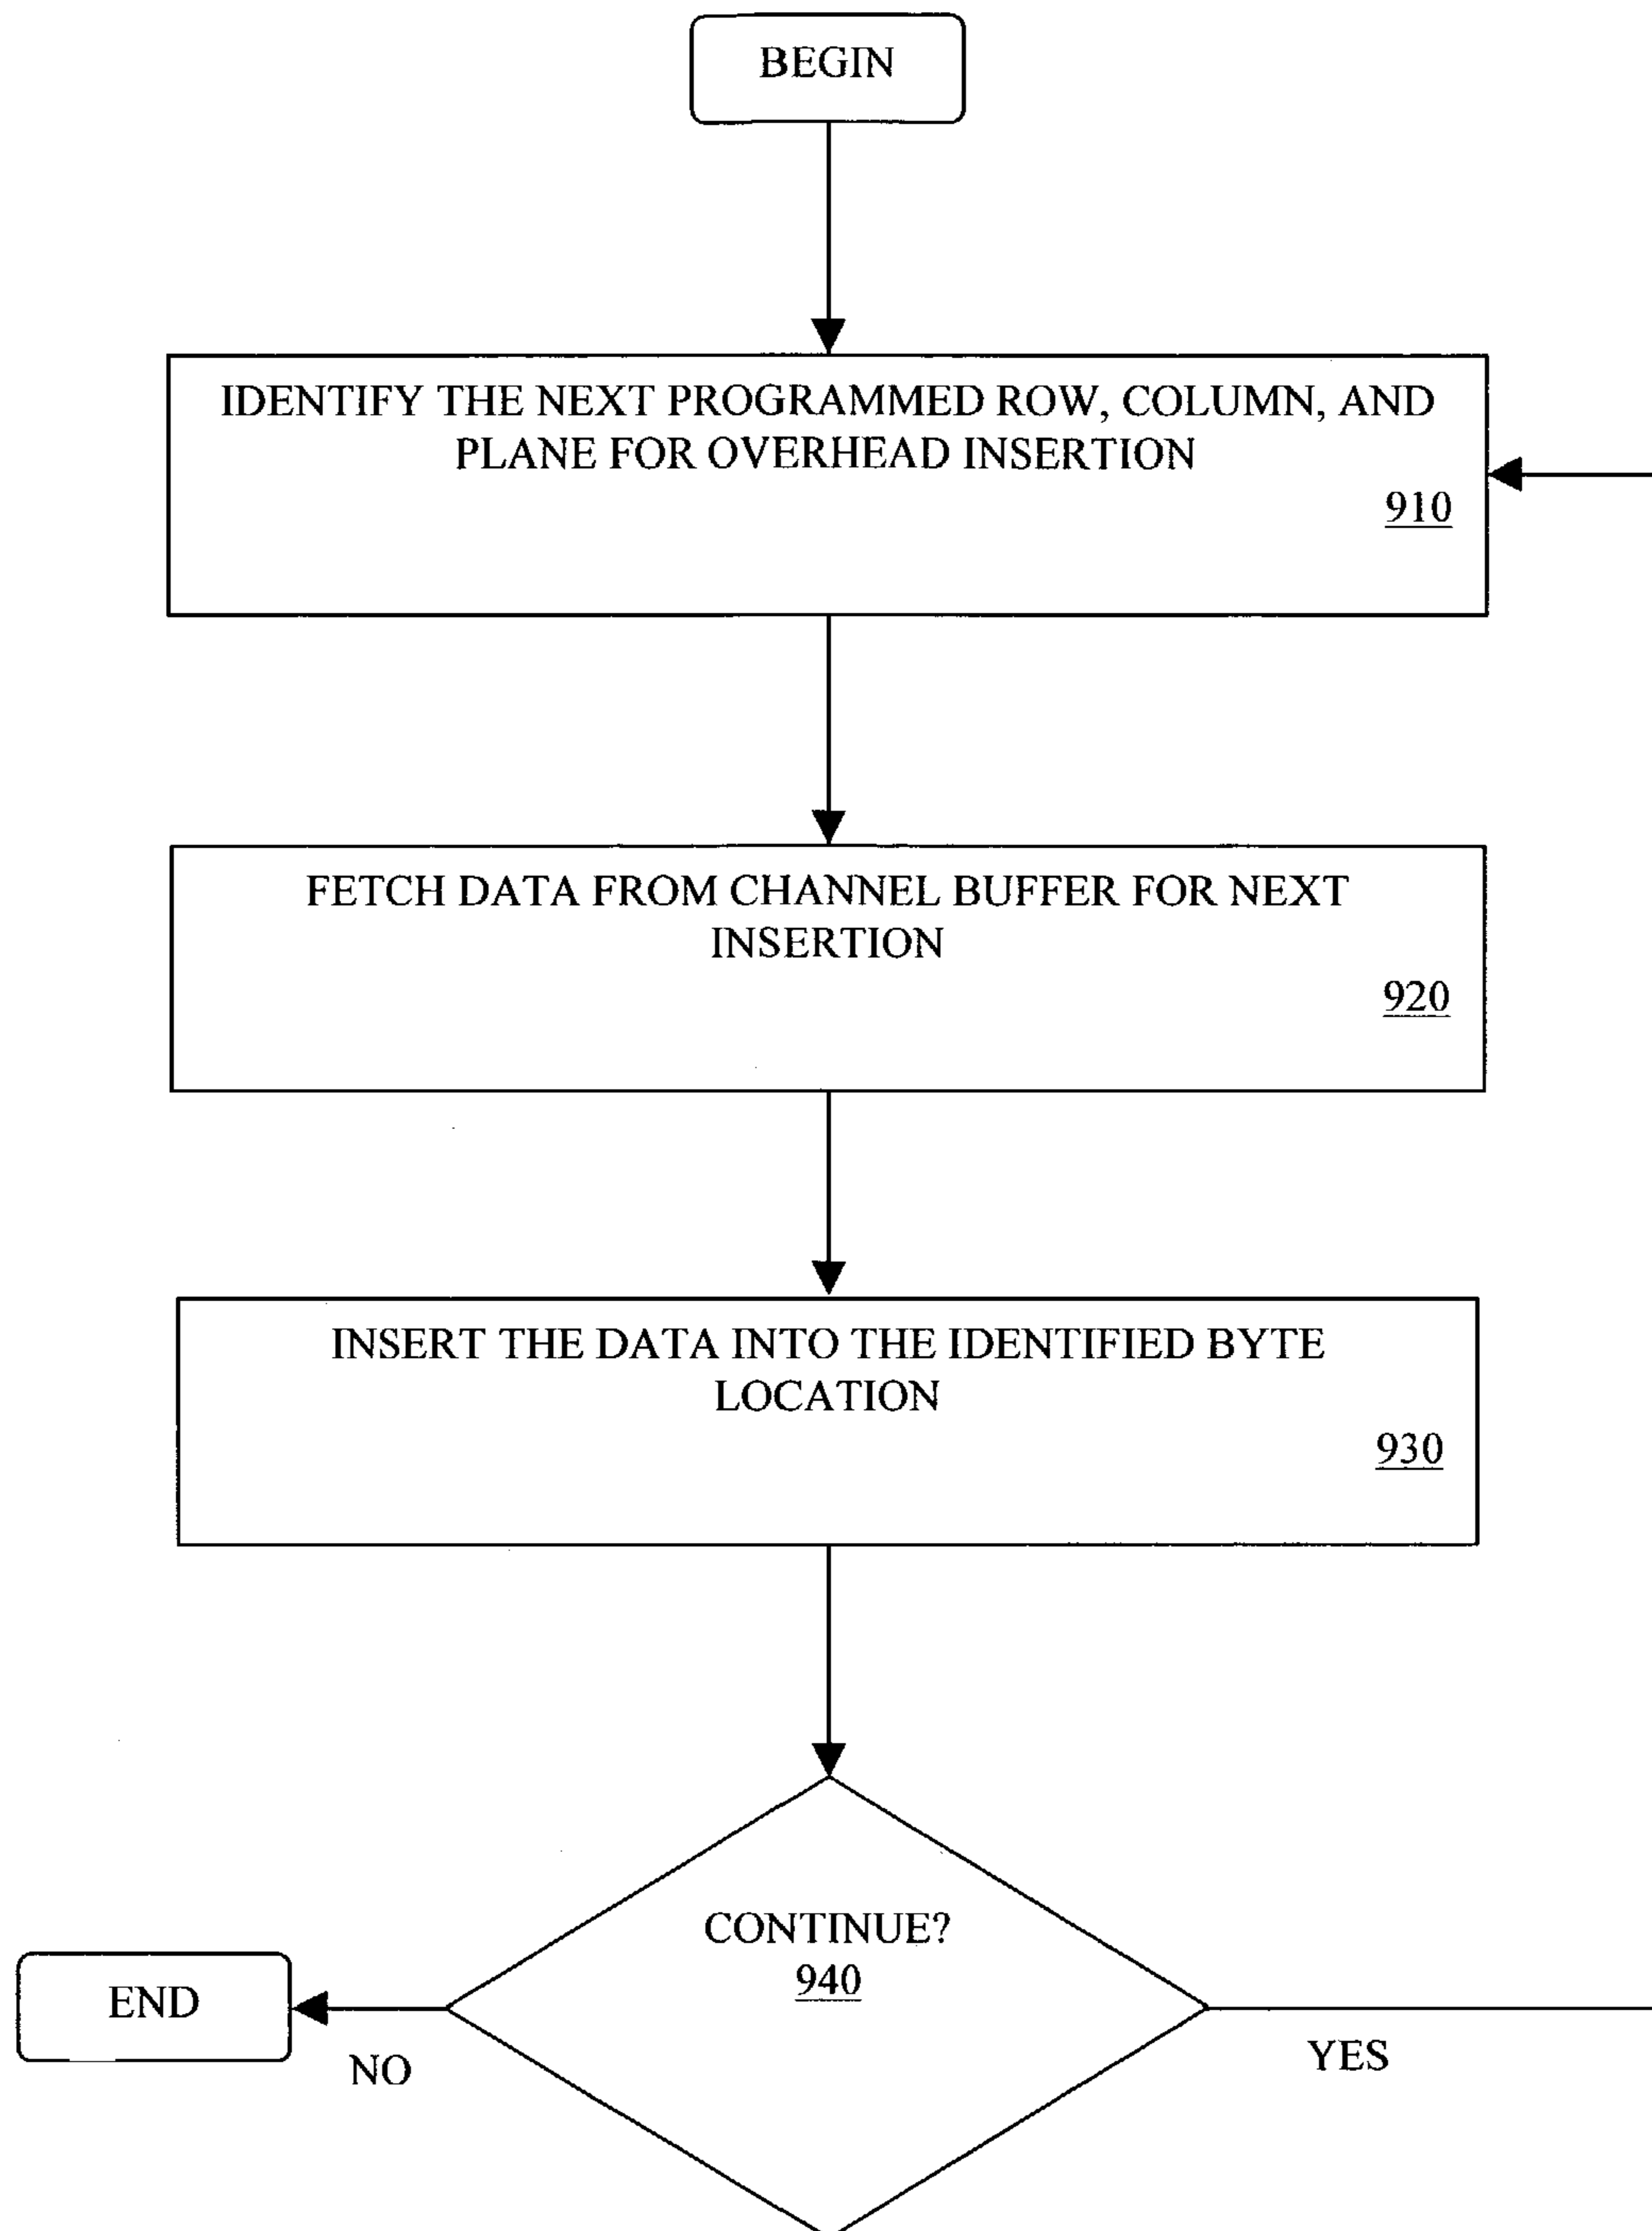 BEGIN
IDENTIFY THE NEXT PROGRAMMED ROW, COLUMN, AND
PLANE FOR OVERHEAD INSERTION
910
FETCH DATA FROM CHANNEL BUFFER FOR NEXT
INSERTION
920
INSERT THE DATA INTO THE IDENTIFIED BYTE
LOCATION
930
CONTINUE?
940
END
NO
YES